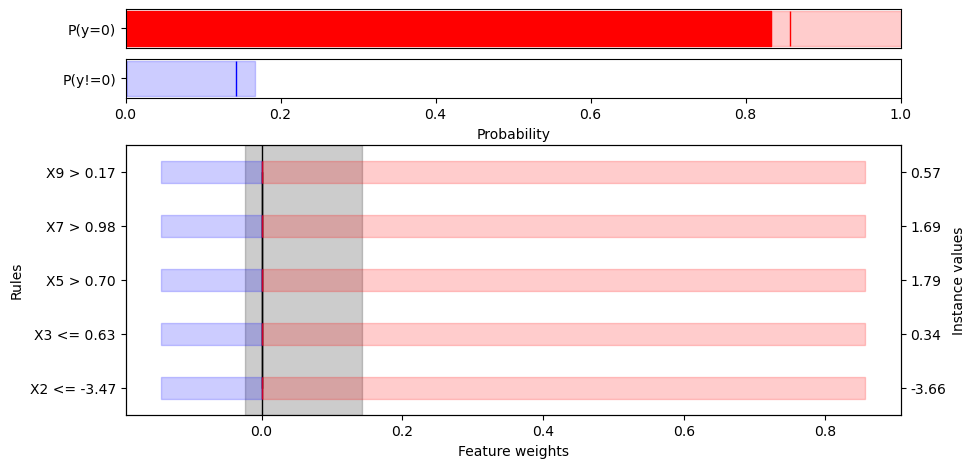 P(y=0)
P(y!=0)
0.0 0.2 0.4 0.6 0.8 1.0
Probability
X9 > 0.17 0.57
X7 > 0.98 1.69
X5 > 0.70 1.79
X3 <= 0.63 0.34
X2 <= -3.47 -3.66
Rules
Instance values
0.0 0.2 0.4 0.6 0.8
Feature weights